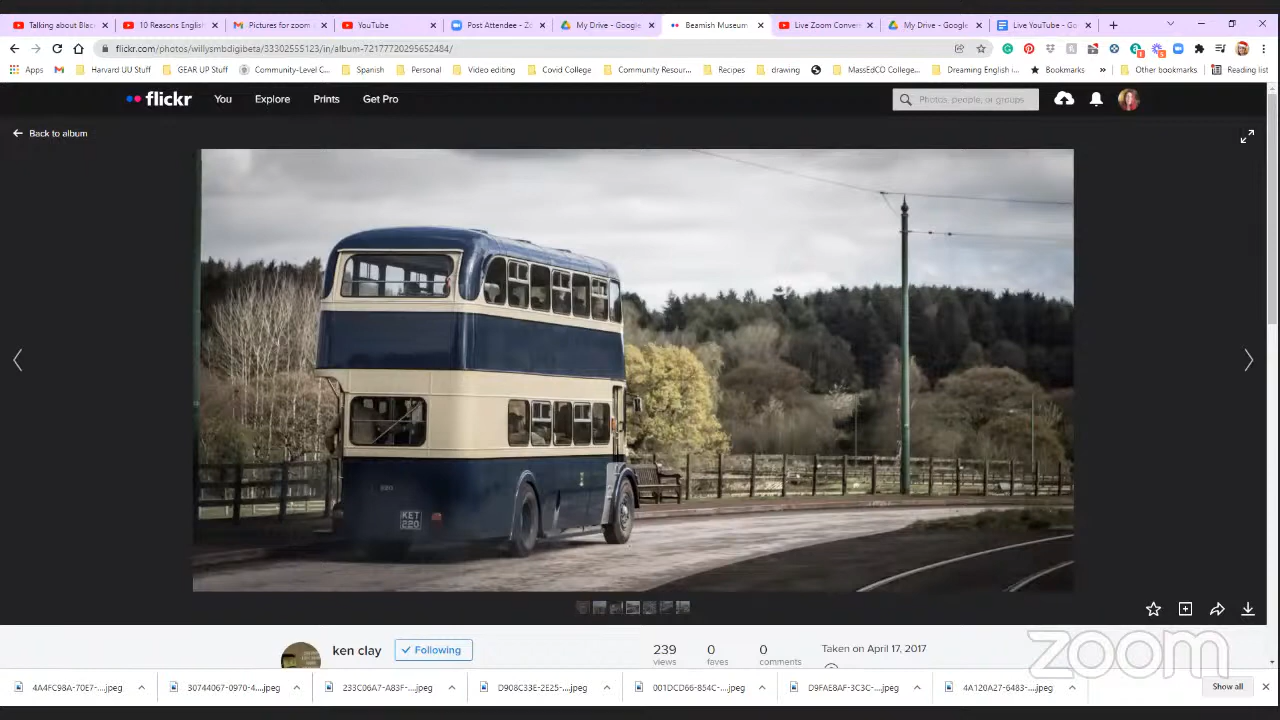 Talking about Blac
10 Reasons English
Pictures for zoom
YouTube
Post Attendee - Zo
My Drive - Google
Beamish Museum
Live Zoom Conver
My Drive - Google
Live YouTube - Go
flickr.com/photos/willysmbdigibeta/33302555123/in/album-72177720295652484/
Apps
Harvard UU Stuff
GEAR UP Stuff
Community-Level C...
Spanish
Personal
Video editing
Covid College
Community Resour...
Recipes
drawing
MassEdCO College...
Dreaming English i...
Bookmarks
»
Other bookmarks
Reading list
flickr
You
Explore
Prints
Get Pro
Photos, people, or groups
Back to album
KET
220
ken clay
Following
239
views
0
faves
0
comments
Taken on April 17, 2017
zoom
4A4FC98A-70E7-....jpeg
30744067-0970-4....jpeg
233C06A7-A83F-....jpeg
D908C33E-2E25-....jpeg
001DCD66-B54C-....jpeg
D9FAE8AF-3C3C-....jpeg
4A120A27-6483-....jpeg
Show all